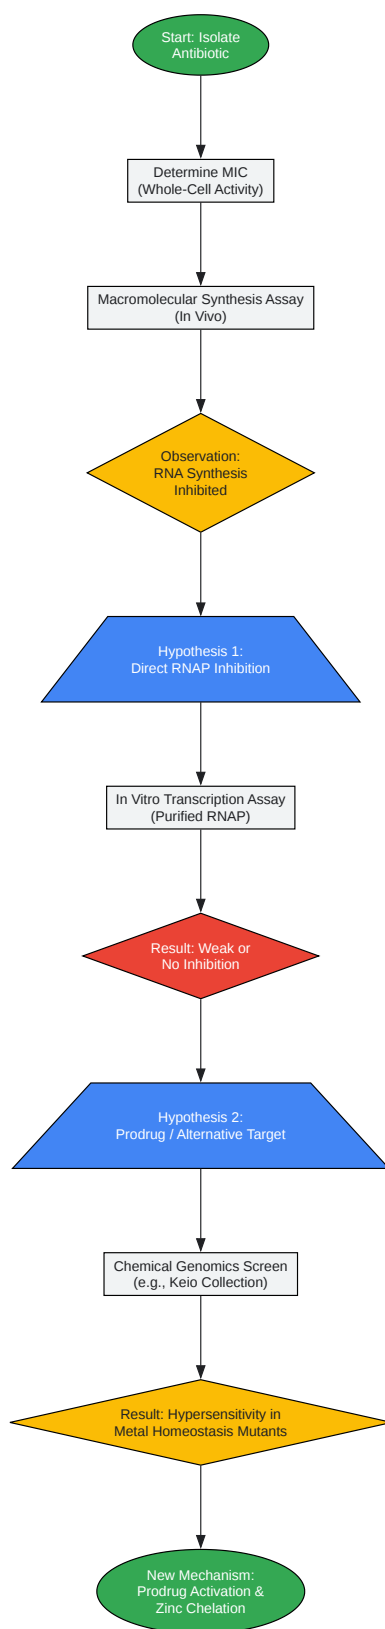 Start: Isolate
Antibiotic
Determine MIC
(Whole-Cell Activity)
Macromolecular Synthesis Assay
(In Vivo)
Observation:
RNA Synthesis
Inhibited
Hypothesis 1:
Direct RNAP Inhibition
In Vitro Transcription Assay
(Purified RNAP)
Result: Weak or
No Inhibition
Hypothesis 2:
Prodrug / Alternative Target
Chemical Genomics Screen
(e.g., Keio Collection)
Result: Hypersensitivity in
Metal Homeostasis Mutants
New Mechanism:
Prodrug Activation &
Zinc Chelation